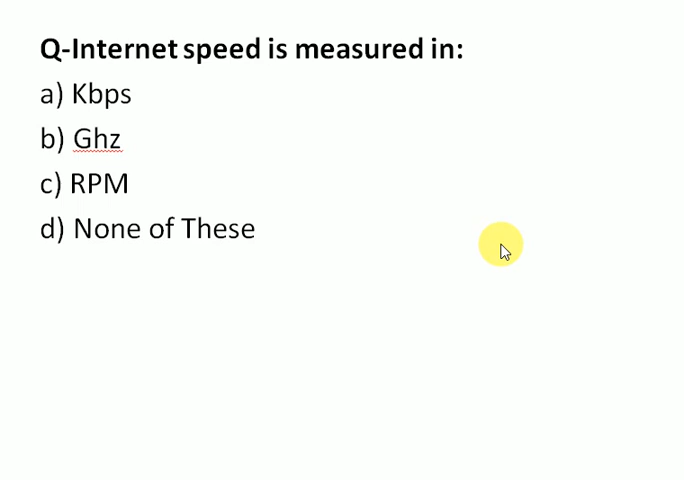 Q-Internet speed is measured in:
a) Kbps
b) Ghz
c) RPM
d) None of These